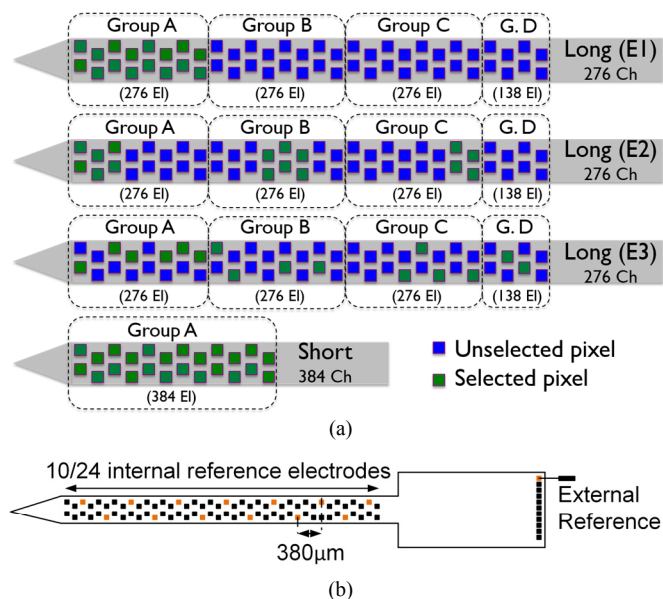 Group A Group B Group C G. D
Long (E1)
276 Ch
(276 El) (276 El) (276 El) (138 El)
Group A Group B Group C G. D
Long (E2)
276 Ch
(276 El) (276 El) (276 El) (138 El)
Group A Group B Group C G. D
Long (E3)
276 Ch
(276 El) (276 El) (276 El) (138 El)
Group A
Short
384 Ch
(384 El)
Unselected pixel
Selected pixel
(a)
10/24 internal reference electrodes
External
Reference
380μm
(b)